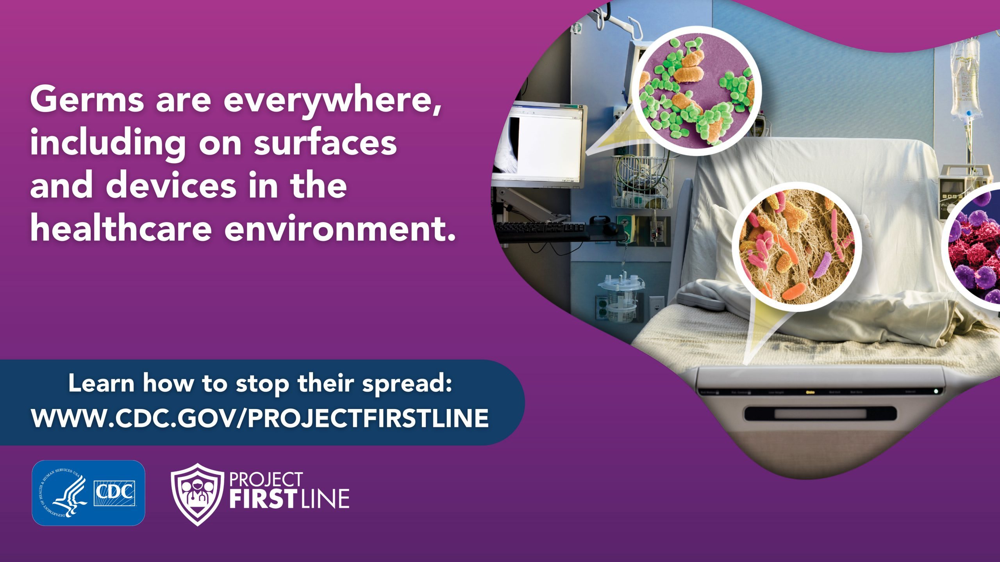 Germs are everywhere,
including on surfaces
and devices in the
healthcare environment.
Learn how to stop their spread:
WWW.CDC.GOV/PROJECTFIRSTLINE
DEPARTMENT OF HEALTH & HUMAN SERVICES·USA
CDC
PROJECT
FIRSTLINE